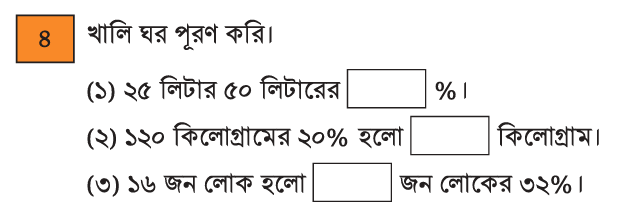 ৪ খালি ঘর পূরণ করি।
(১) ২৫ লিটার ৫০ লিটারের %।
(২) ১২০ কিলোগ্রামের ২০% হলো কিলোগ্রাম।
(৩) ১৬ জন লোক হলো জন লোকের ৩২%।